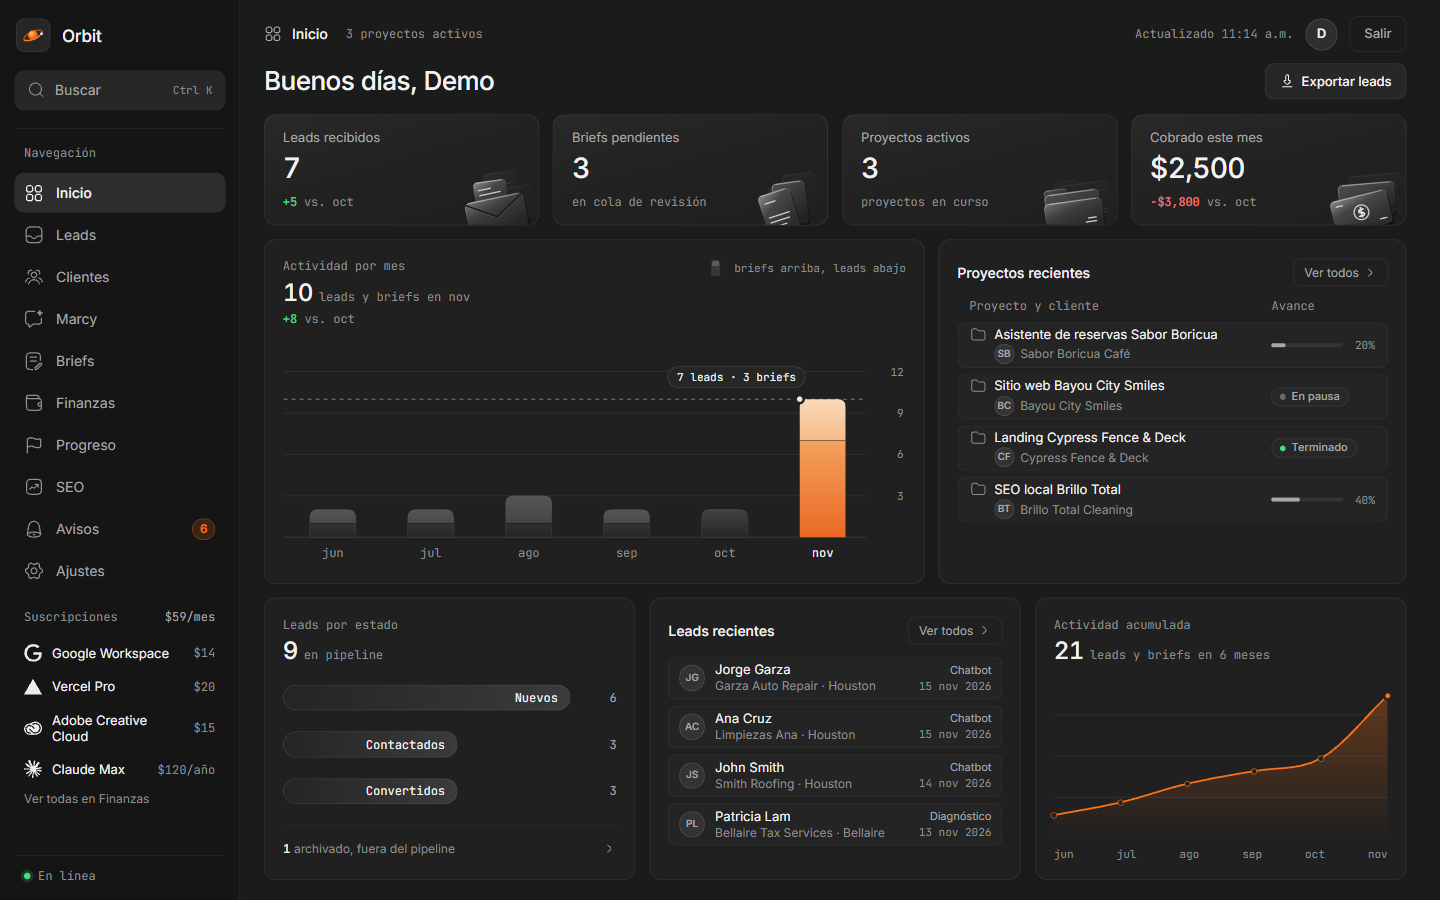 Orbit
Buscar
Ctrl K
Navegación
Inicio
Leads
Clientes
Marcy
Briefs
Finanzas
Progreso
SEO
Avisos
6
Ajustes
Suscripciones
$59/mes
Google Workspace
$14
Vercel Pro
$20
Adobe Creative
Cloud
$15
Claude Max
$120/año
Ver todas en Finanzas
En línea
Inicio
3 proyectos activos
Actualizado 11:14 a.m.
D
Salir
Buenos días, Demo
Exportar leads
Leads recibidos
7
+5 vs. oct
Briefs pendientes
3
en cola de revisión
Proyectos activos
3
proyectos en curso
Cobrado este mes
$2,500
-$3,800 vs. oct
$
Actividad por mes
10 leads y briefs en nov
+8 vs. oct
briefs arriba, leads abajo
7 leads · 3 briefs
12
9
6
3
jun
jul
ago
sep
oct
nov
Proyectos recientes
Ver todos
Proyecto y cliente
Avance
Asistente de reservas Sabor Boricua
SB
Sabor Boricua Café
20%
Sitio web Bayou City Smiles
BC
Bayou City Smiles
En pausa
Landing Cypress Fence & Deck
CF
Cypress Fence & Deck
Terminado
SEO local Brillo Total
BT
Brillo Total Cleaning
40%
Leads por estado
9 en pipeline
Nuevos
6
Contactados
3
Convertidos
3
1 archivado, fuera del pipeline
Leads recientes
Ver todos
JG
Jorge Garza
Garza Auto Repair · Houston
Chatbot
15 nov 2026
AC
Ana Cruz
Limpiezas Ana · Houston
Chatbot
15 nov 2026
JS
John Smith
Smith Roofing · Houston
Chatbot
14 nov 2026
PL
Patricia Lam
Bellaire Tax Services · Bellaire
Diagnóstico
13 nov 2026
Actividad acumulada
21 leads y briefs en 6 meses
jun
jul
ago
sep
oct
nov